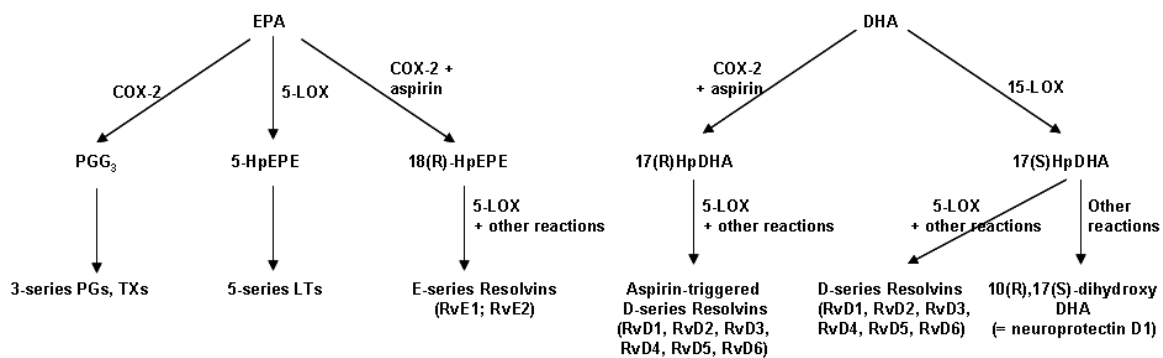 EPA
DHA
COX-2
5-LOX
COX-2 +
aspirin
COX-2
+ aspirin
15-LOX
PGG3
5-HpEPE
18(R)-HpEPE
17(R)HpDHA
17(S)HpDHA
5-LOX
+ other reactions
5-LOX
+ other reactions
5-LOX
+ other reactions
Other
reactions
3-series PGs, TXs
5-series LTs
E-series Resolvins
(RvE1; RvE2)
Aspirin-triggered
D-series Resolvins
(RvD1, RvD2, RvD3,
RvD4, RvD5, RvD6)
D-series Resolvins
(RvD1, RvD2, RvD3,
RvD4, RvD5, RvD6)
10(R),17(S)-dihydroxy
DHA
(= neuroprotectin D1)